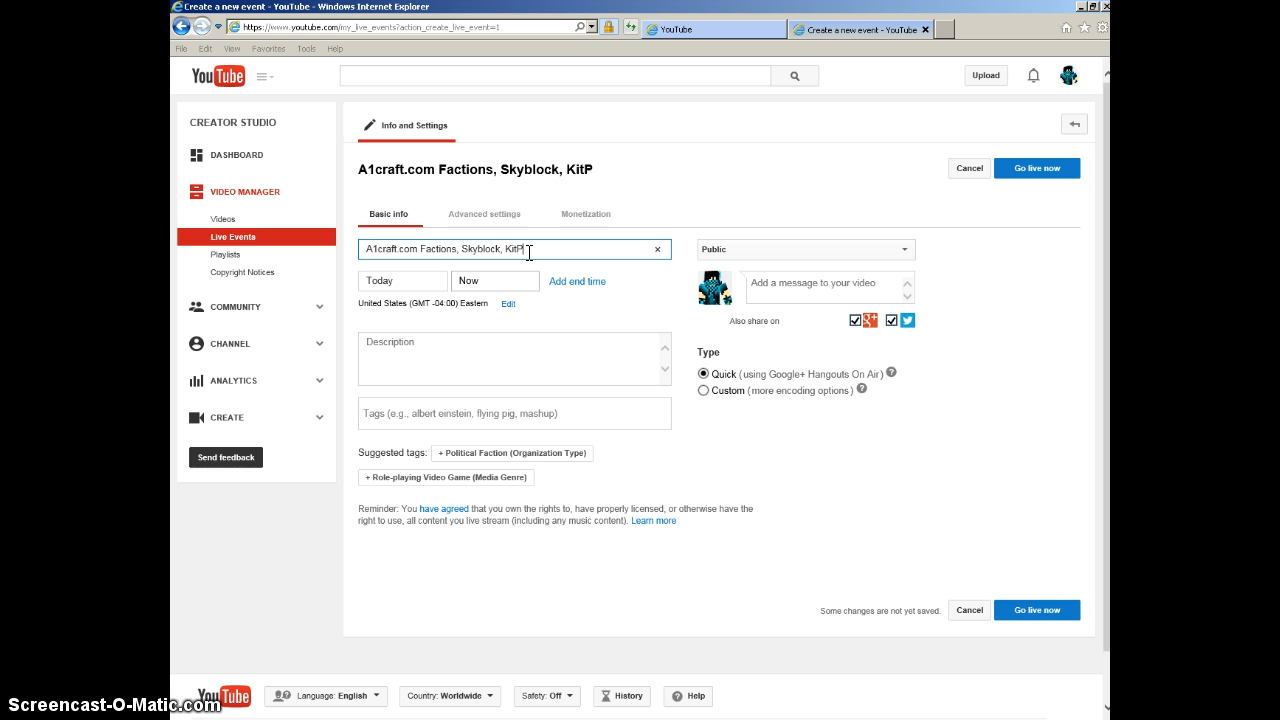 Create a new event - YouTube - Windows Internet Explorer
https://www.youtube.com/my_live_events?action_create_live_event=1
YouTube
Create a new event - YouTube
File Edit View Favorites Tools Help
YouTube
Upload
CREATOR STUDIO
DASHBOARD
VIDEO MANAGER
Videos
Live Events
Playlists
Copyright Notices
COMMUNITY
CHANNEL
ANALYTICS
CREATE
Send feedback
Info and Settings
A1craft.com Factions, Skyblock, KitP
Cancel Go live now
Basic info Advanced settings Monetization
A1craft.com Factions, Skyblock, KitP
Today Now Add end time
United States (GMT -04:00) Eastern Edit
Description
Tags (e.g., albert einstein, flying pig, mashup)
Suggested tags: + Political Faction (Organization Type)
+ Role-playing Video Game (Media Genre)
Reminder: You have agreed that you own the rights to, have properly licensed, or otherwise have the
right to use, all content you live stream (including any music content). Learn more
Public
Add a message to your video
Also share on
Type
Quick (using Google+ Hangouts On Air) ?
Custom (more encoding options) ?
Some changes are not yet saved. Cancel Go live now
YouTube Language: English Country: Worldwide Safety: Off History Help
Screencast-O-Matic.com